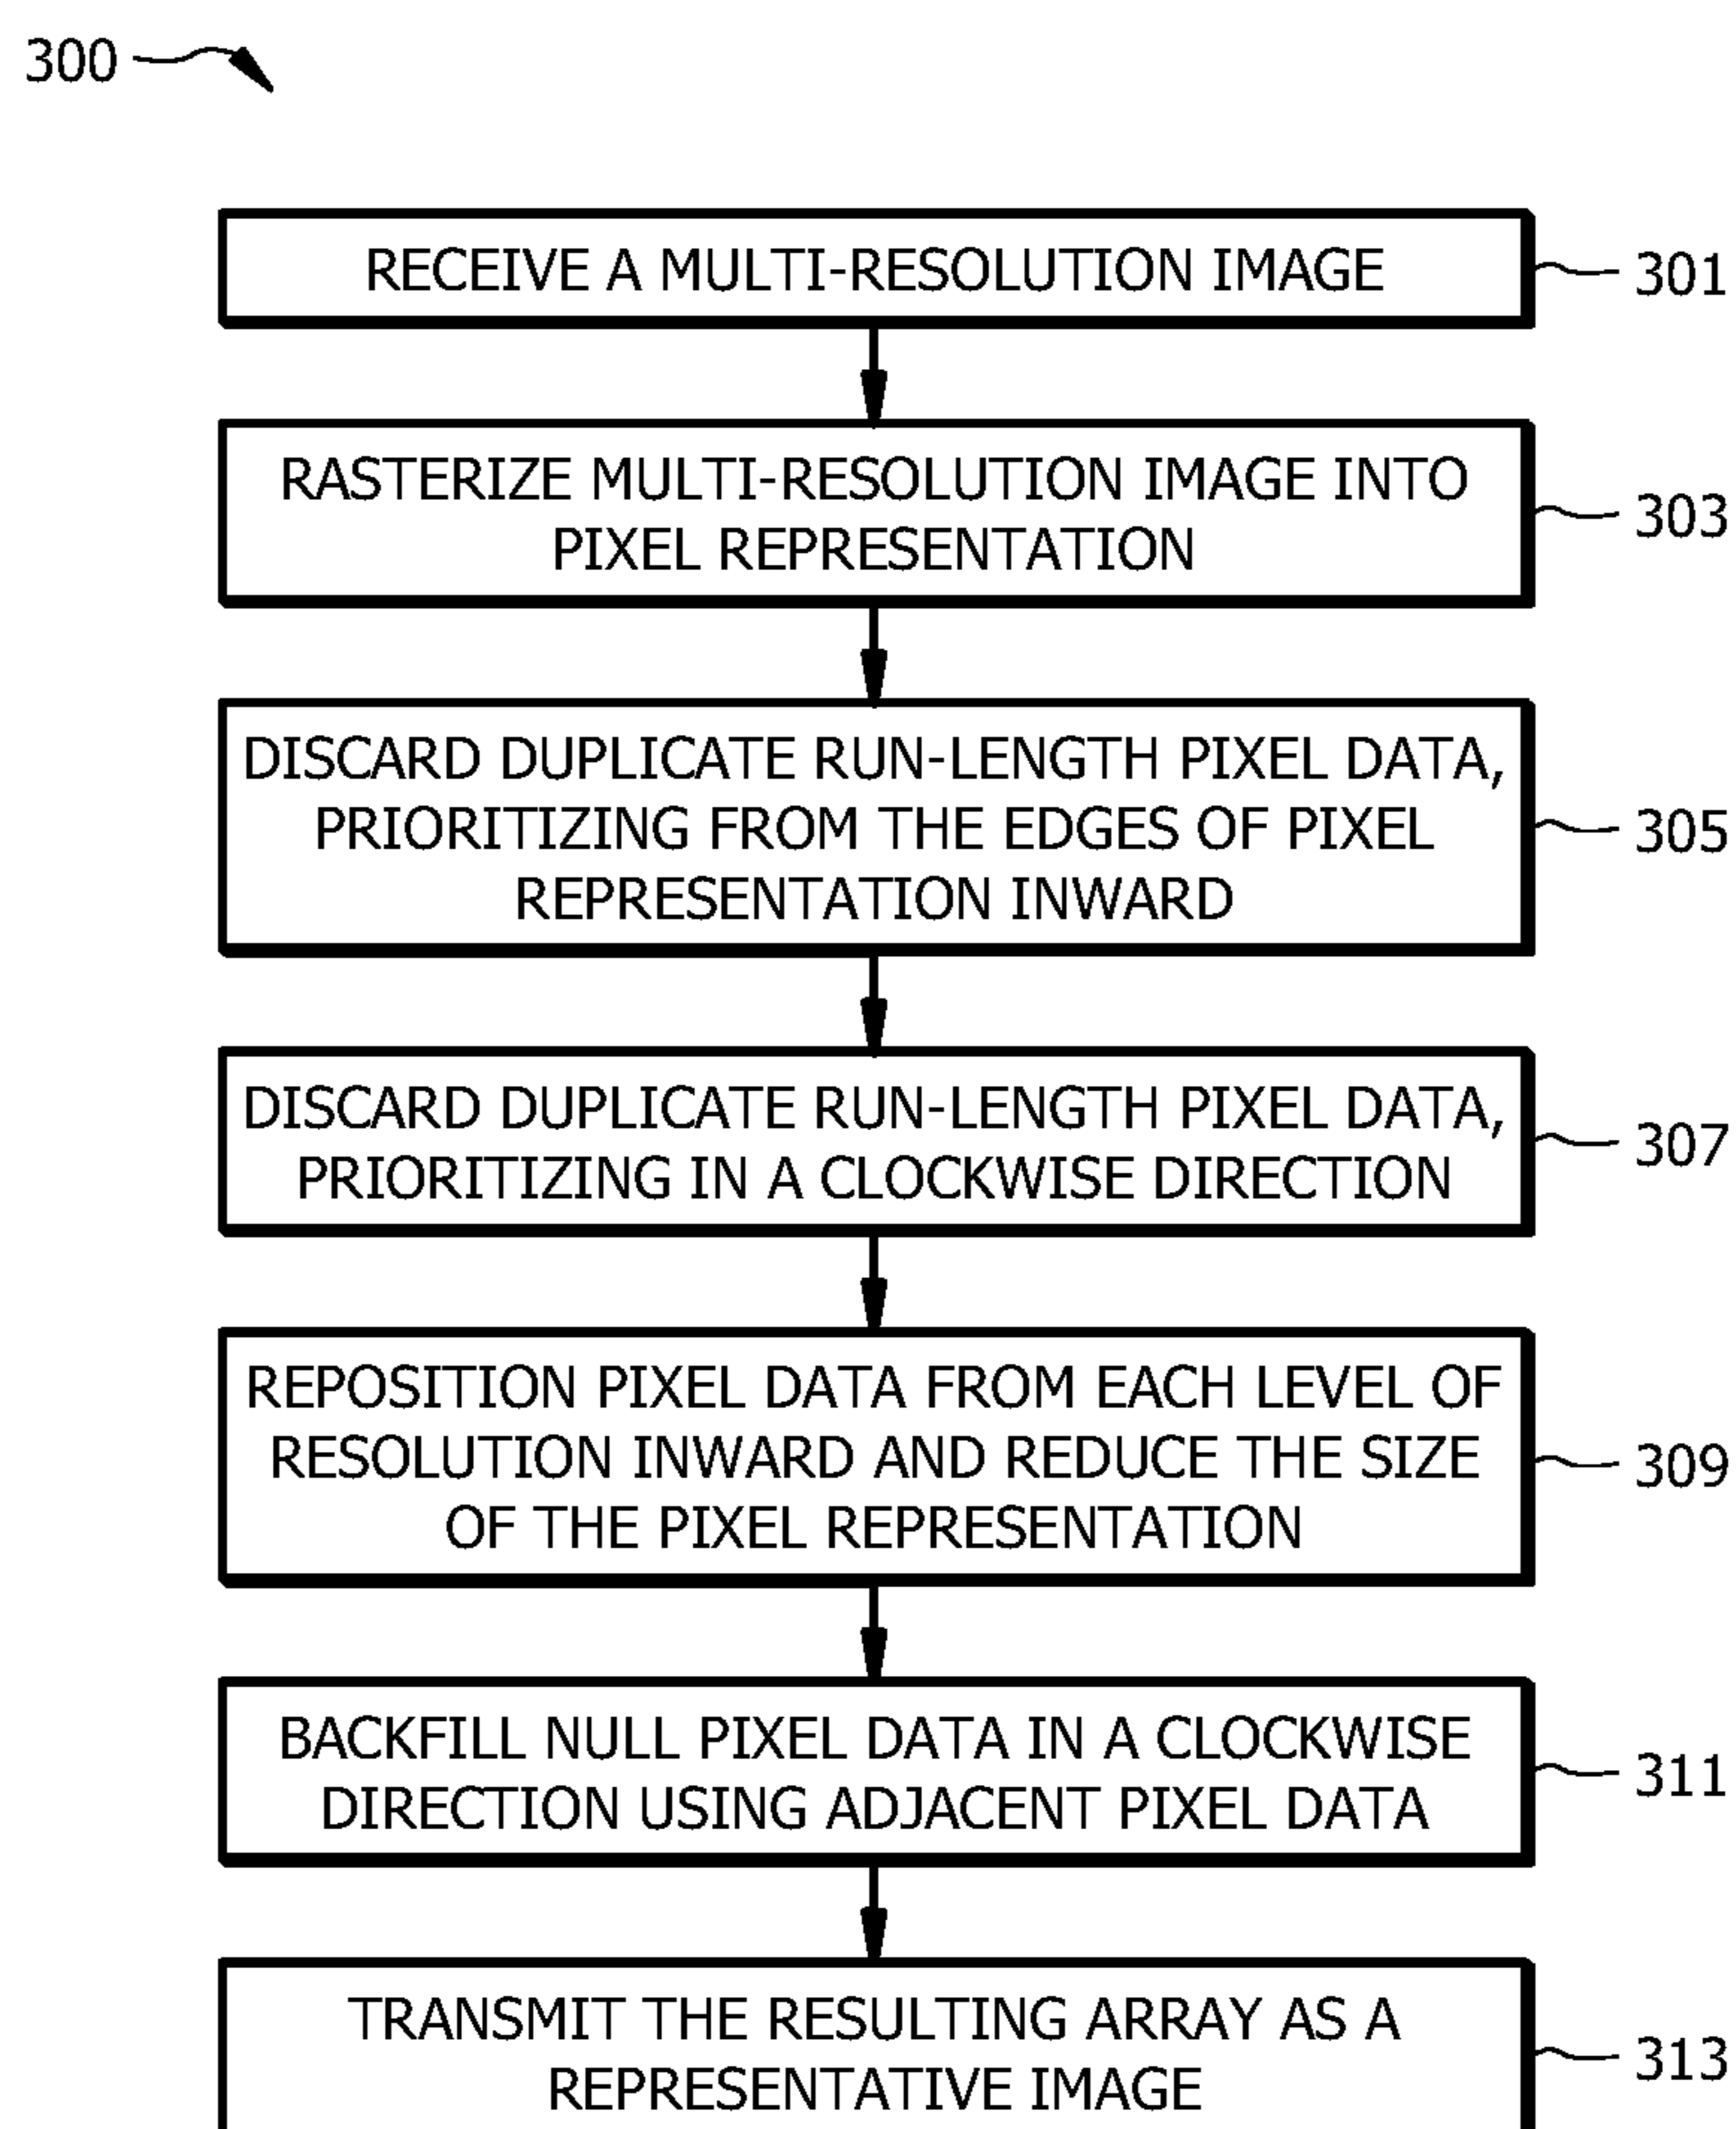 300
RECEIVE A MULTI-RESOLUTION IMAGE
301
RASTERIZE MULTI-RESOLUTION IMAGE INTO
PIXEL REPRESENTATION
303
DISCARD DUPLICATE RUN-LENGTH PIXEL DATA,
PRIORITIZING FROM THE EDGES OF PIXEL
REPRESENTATION INWARD
305
DISCARD DUPLICATE RUN-LENGTH PIXEL DATA,
PRIORITIZING IN A CLOCKWISE DIRECTION
307
REPOSITION PIXEL DATA FROM EACH LEVEL OF
RESOLUTION INWARD AND REDUCE THE SIZE
OF THE PIXEL REPRESENTATION
309
BACKFILL NULL PIXEL DATA IN A CLOCKWISE
DIRECTION USING ADJACENT PIXEL DATA
311
TRANSMIT THE RESULTING ARRAY AS A
REPRESENTATIVE IMAGE
313